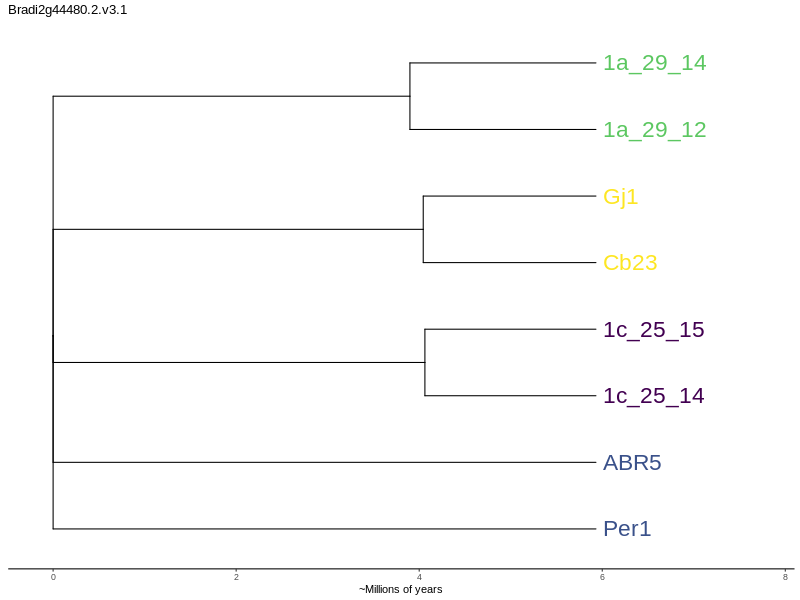 Bradi2g44480.2.v3.1
1a_29_14
1a_29_12
Gj1
Cb23
1c_25_15
1c_25_14
ABR5
Per1
0 2 4 6 8
~Millions of years